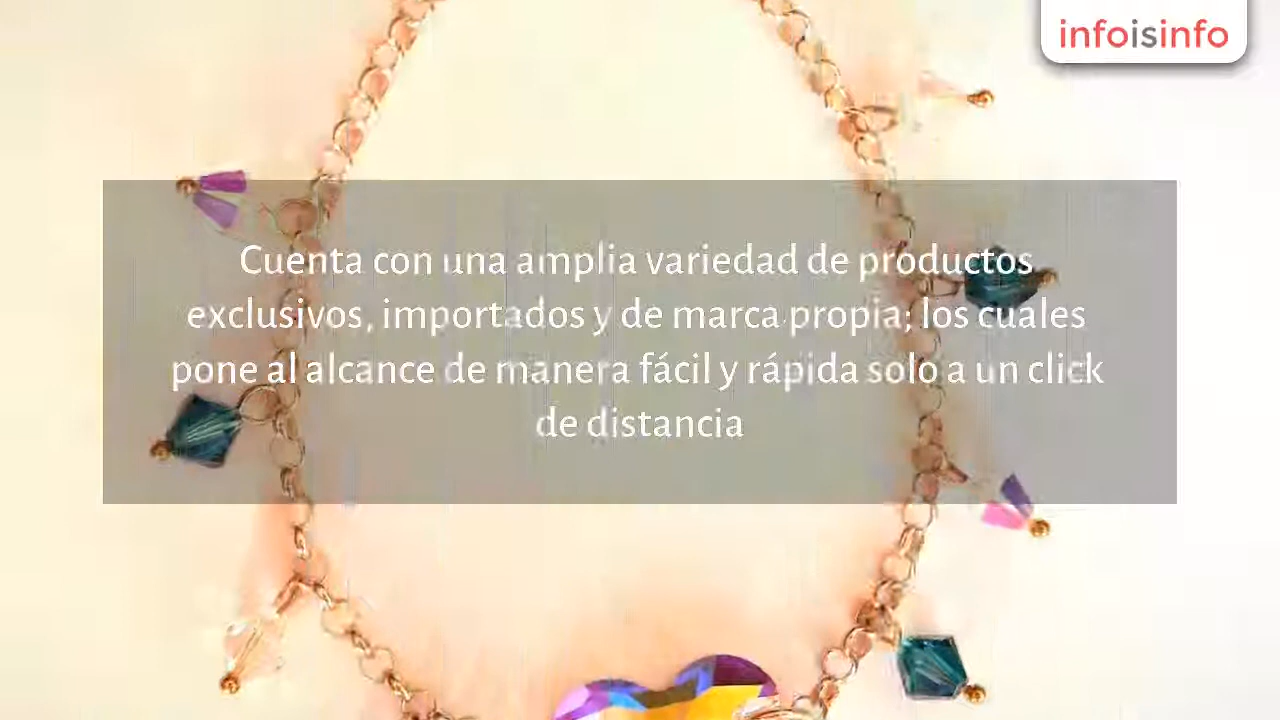 infoisinfo
Cuenta con una amplia variedad de productos
exclusivos, importados y de marca propia; los cuales
pone al alcance de manera fácil y rápida solo a un click
de distancia